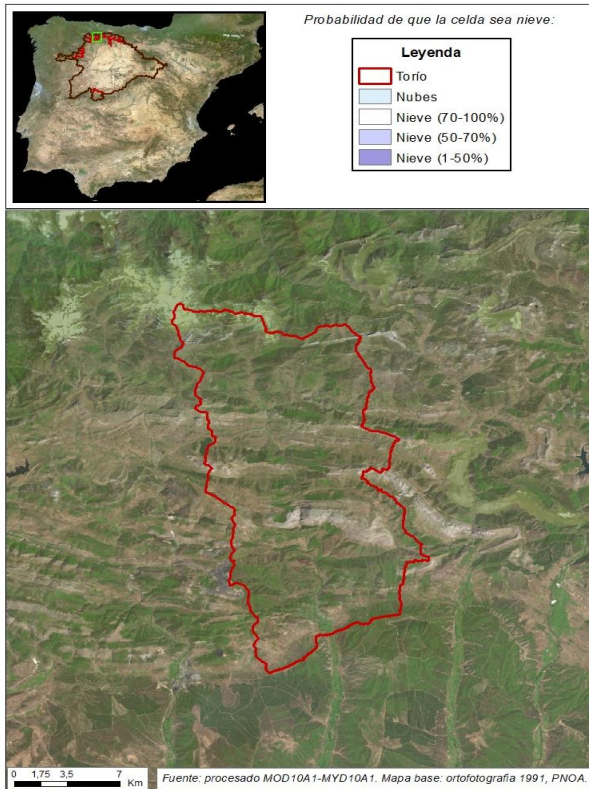 Probabilidad de que la celda sea nieve:
Leyenda
Torío
Nubes
Nieve (70-100%)
Nieve (50-70%)
Nieve (1-50%)
0 1,75 3,5 7
Km
Fuente: procesado MOD10A1-MYD10A1. Mapa base: ortofotografia 1991, PNOA.